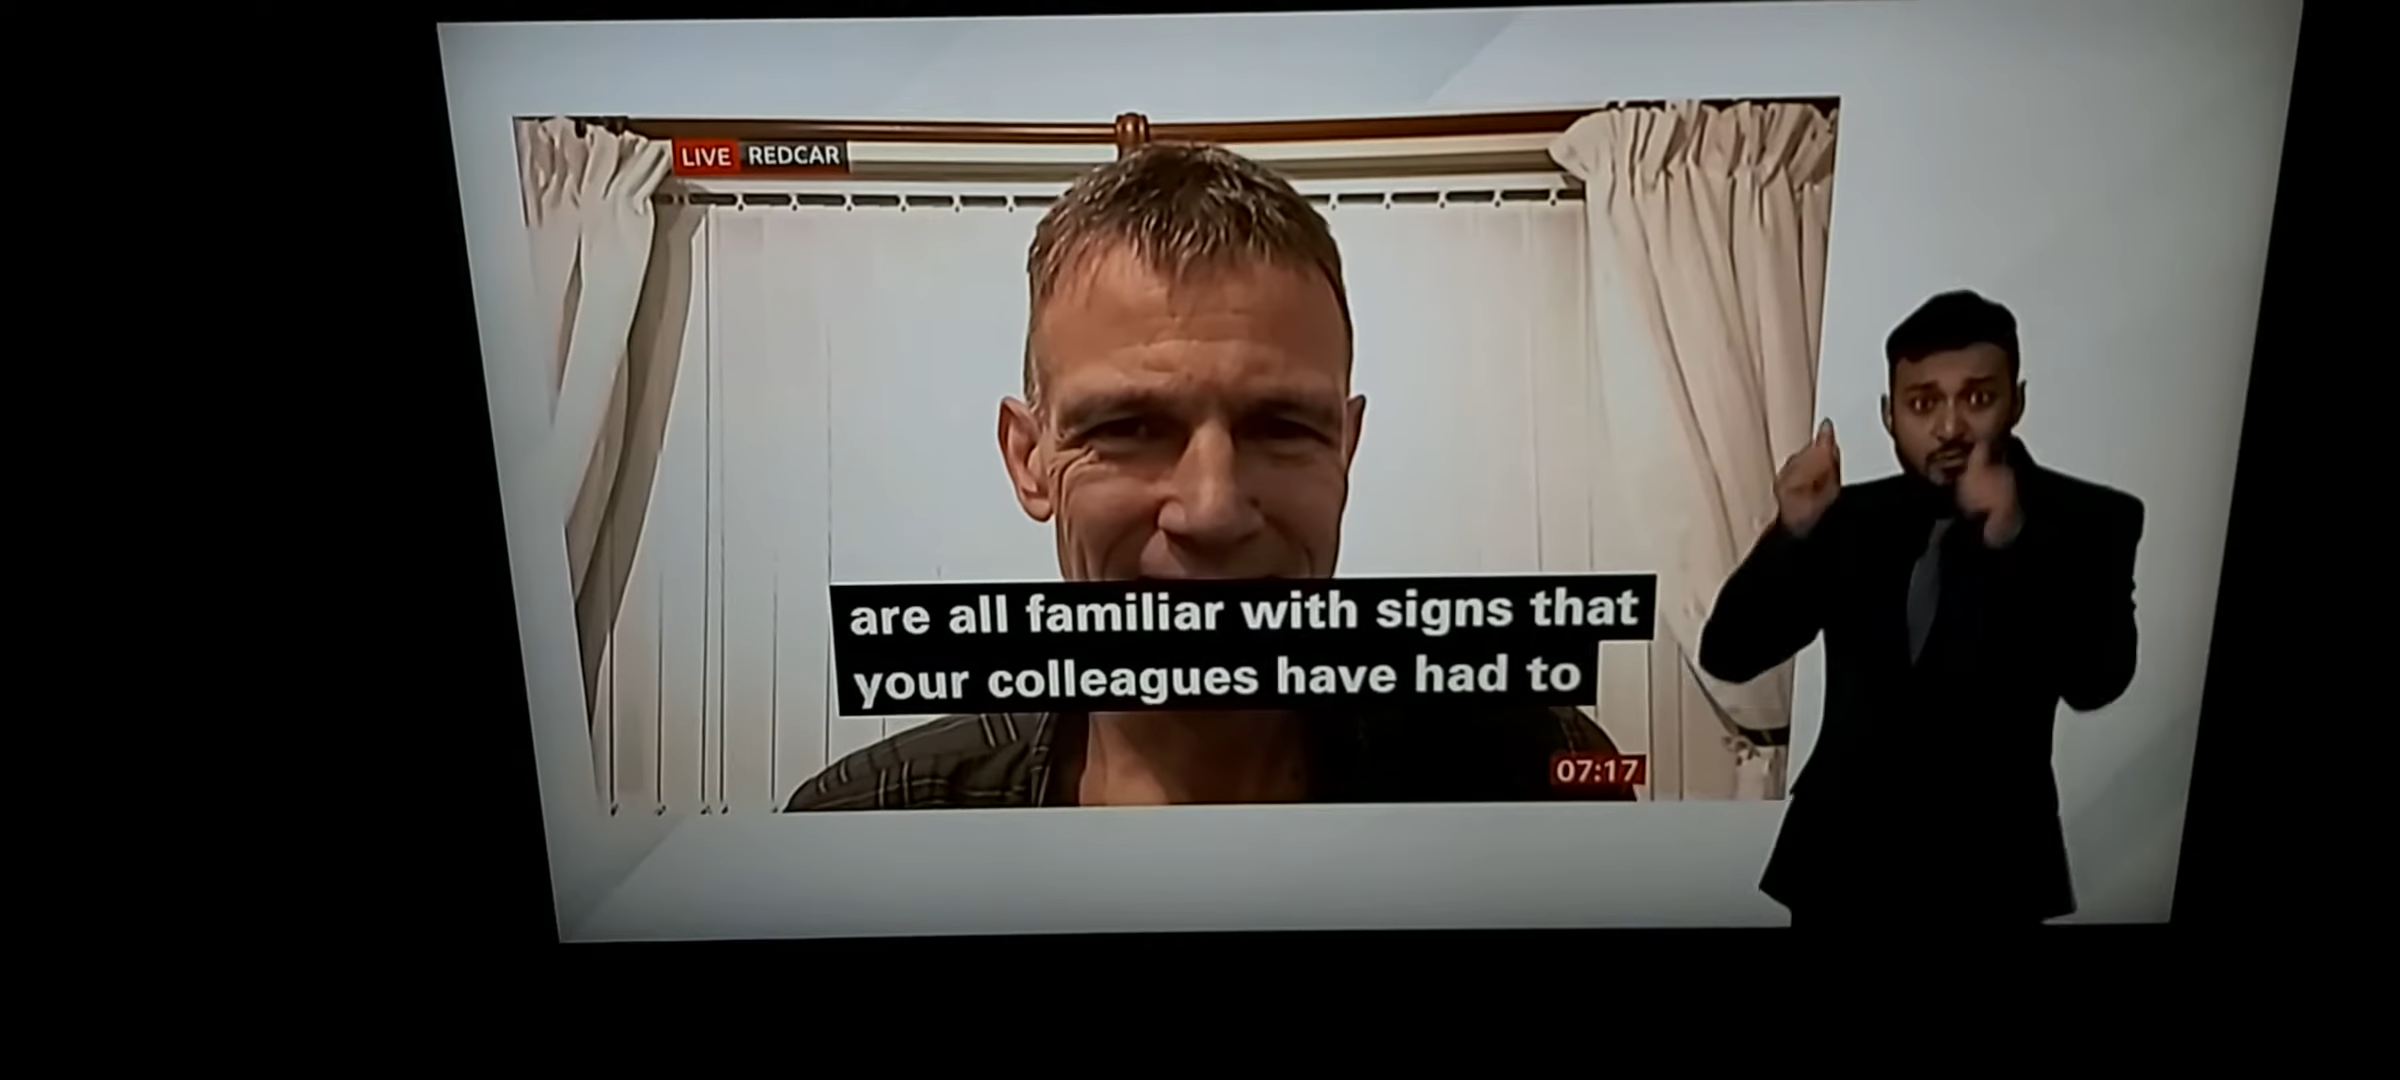 LIVE REDCAR
are all familiar with signs that
your colleagues have had to
07:17